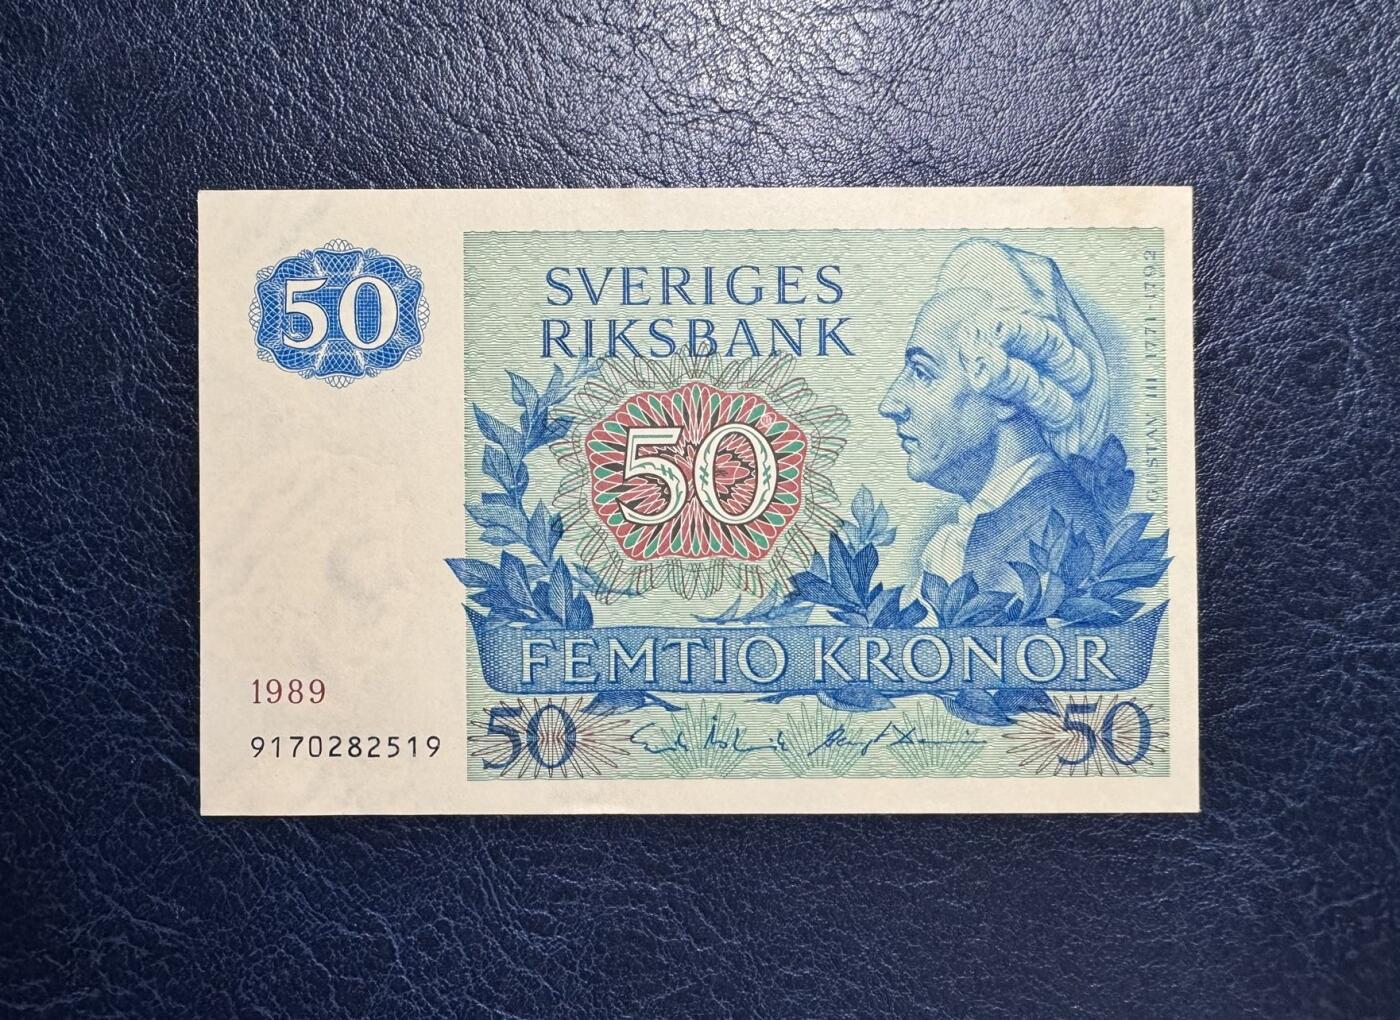 50
SVERIGES
RIKSBANK
GUSTAV III 1771-1792
50
FEMTIO KRONOR
1989
9170282519
50
50